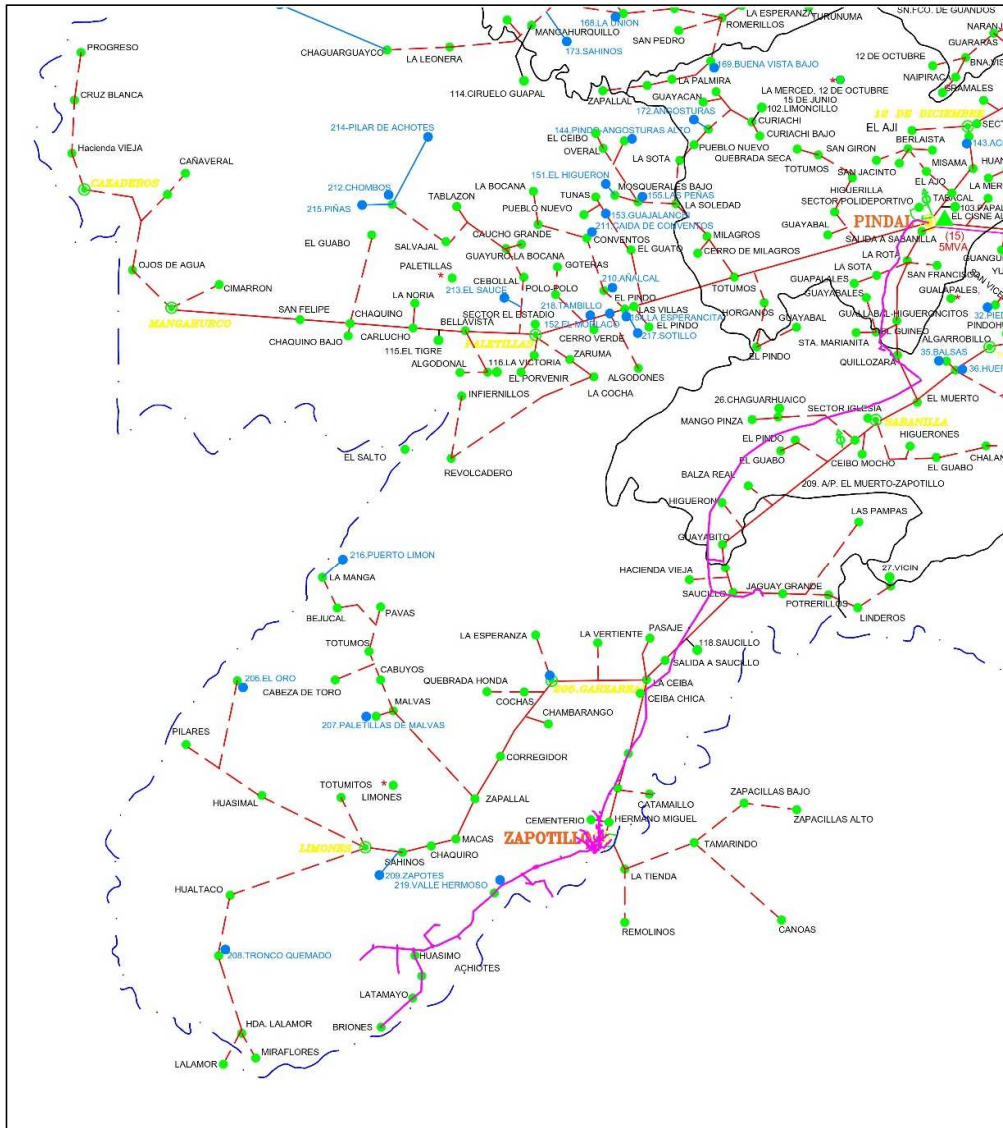 LA ESPERANZA
TURUNUMA
SN.FCO. DE GUANDOS
168.LA UNION
ROMERILLOS
PROGRESO
MANGAHURQUILLO
SAN PEDRO
CHAGUARGUAYCO
LA LEONERA
173.SAHINOS
GUARARAS
12 DE OCTUBRE
169.BUENA VISTA BAJO
NAIPIRACA
LA PALMIRA
GRAMALES
CRUZ BLANCA
114.CIRUELO GUAPAL
ZAPALLAL
GUAYACAN
LA MERCED. 12 DE OCTUBRE
15 DE JUNIO
102.LIMONCILLO
172.ANGOSTURAS
12 DE DICIEMBRE
214-PILAR DE ACHOTES
CURIACHI
EL AJI
144.PINDO-ANGOSTURAS ALTO
EL CEIBO
CURIACHI BAJO
BERLAISTA
OVERAL
PUEBLO NUEVO
SAN GIRON
Hacienda VIEJA
LA SOTA
QUEBRADA SECA
TOTUMOS
MISAMA
CAÑAVERAL
151.EL HIGUERON
SAN JACINTO
EL AJO
212.CHOMBOS
LA BOCANA
TUNAS
MOSQUERALES BAJO
HIGUERILLA
CAZADEROS
155.LAS PEÑAS
TABACAL
TABLAZON
LA SOLEDAD
SECTOR POLIDEPORTIVO
215.PIÑAS
PUEBLO NUEVO
153.GUAJALANCHE
PINDAL
211.CAIDA DE CONVENTOS
GUAYABAL
SALIDA A SABANILLA
(15)
5MVA
EL GUABO
CAUCHO GRANDE
CONVENTOS
MILAGROS
SALVAJAL
EL GUATO
LA ROTA
GUAYURO-LA BOCANA
CERRO DE MILAGROS
PALETILLAS
GOTERAS
LA SOTA
OJOS DE AGUA
CEBOLLAL
POLO-POLO
210.AÑALCAL
TOTUMOS
GUAPALALES
SAN FRANCISCO
CIMARRON
213.EL SAUCE
EL PINDO
GUAYABALES
GUALAPALES
LA NORIA
218.TAMBILLO
LAS VILLAS
HORGANOS
MANGAHURCO
SAN FELIPE
CHAQUINO
BELLAVISTA
SECTOR EL ESTADIO
152.EL MORLACO
154.LA ESPERANCITA
GUAYABAL
EL GUINEO
CARLUCHO
PALETILLAS
CERRO VERDE
EL PINDO
217.SOTILLO
STA. MARIANITA
ALGARROBILLO
CHAQUINO BAJO
115.EL TIGRE
ZARUMA
EL PINDO
35.BALSAS
ALGODONAL
116.LA VICTORIA
QUILLOZARA
EL PORVENIR
ALGODONES
LA COCHA
INFIERNILLOS
26.CHAGUARHUAICO
EL MUERTO
SECTOR IGLESIA
MANGO PINZA
SABANILLA
EL PINDO
HIGUERONES
EL SALTO
EL GUABO
CEIBO MOCHO
EL GUABO
REVOLCADERO
BALZA REAL
209. A/P. EL MUERTO-ZAPOTILLO
HIGUERON
LAS PAMPAS
GUAYABITO
216.PUERTO LIMON
HACIENDA VIEJA
27.VICIN
LA MANGA
JAGUAY GRANDE
SAUCILLO
POTRERILLOS
BEJUCAL
PAVAS
LINDEROS
PASAJE
LA ESPERANZA
LA VERTIENTE
118.SAUCILLO
TOTUMOS
SALIDA A SAUCILLO
206.EL ORO
CABUYOS
QUEBRADA HONDA
LA CEIBA
CABEZA DE TORO
COCHAS
CEIBA CHICA
MALVAS
CHAMBARANGO
207.PALETILLAS DE MALVAS
PILARES
CORREGIDOR
TOTUMITOS
LIMONES
HUASIMAL
ZAPALLAL
CATAMAILLO
ZAPACILLAS BAJO
CEMENTERIO
HERMANO MIGUEL
ZAPACILLAS ALTO
ZAPOTILLO
MACAS
LIMONES
CHAQUIRO
TAMARINDO
SAHINOS
209.ZAPOTES
LA TIENDA
219.VALLE HERMOSO
HUALTACO
REMOLINOS
CANOAS
208.TRONCO QUEMADO
HUASIMO
ACHIOTES
LATAMAYO
BRIONES
HDA. LALAMOR
MIRAFLORES
LALAMOR